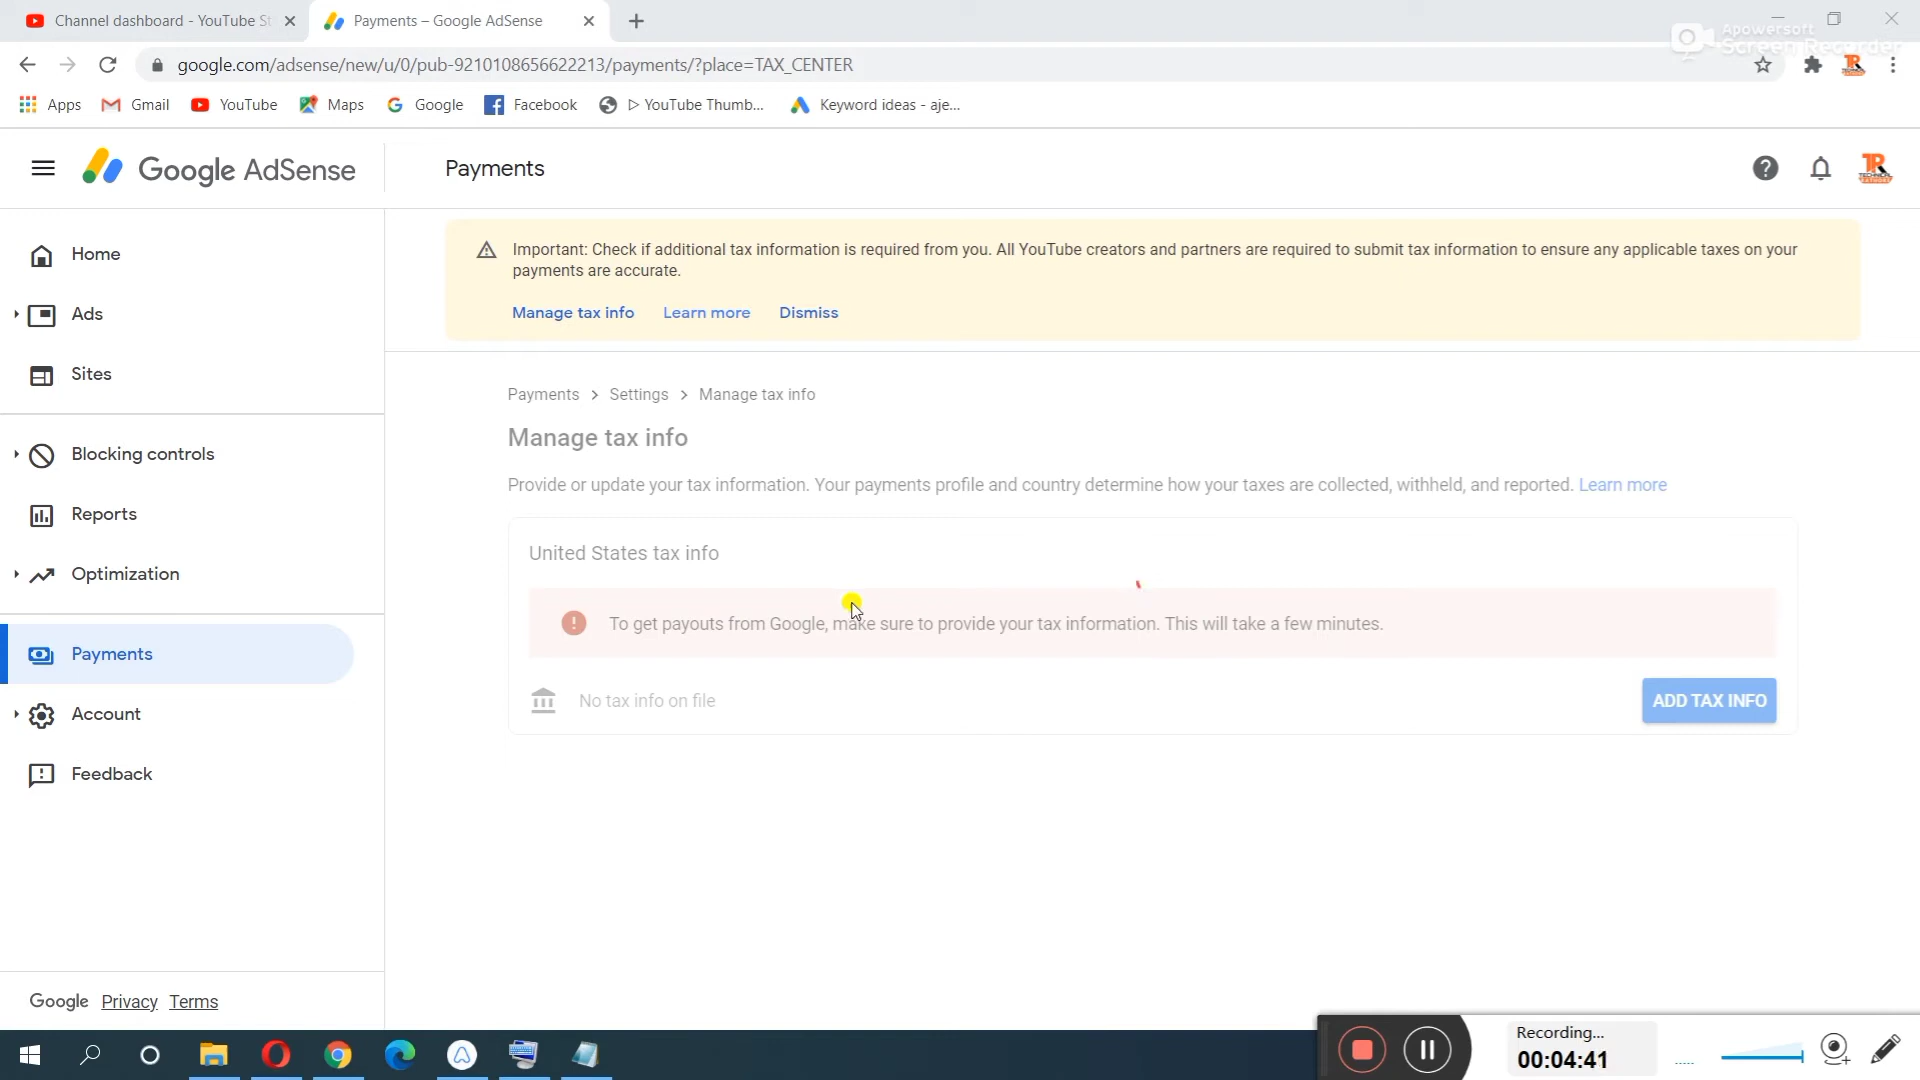 Channel dashboard - YouTube St
Payments – Google AdSense
Apowersoft
Screen Recorder
google.com/adsense/new/u/0/pub-9210108656622213/payments/?place=TAX_CENTER
Apps
Gmail
YouTube
Maps
Google
Facebook
▷ YouTube Thumb...
Keyword ideas - aje...
Google AdSense
Payments
TR
TECHNICAL
Home
Ads
Sites
Blocking controls
Reports
Optimization
Payments
Account
Feedback
Important: Check if additional tax information is required from you. All YouTube creators and partners are required to submit tax information to ensure any applicable taxes on your
payments are accurate.
Manage tax info Learn more Dismiss
Payments > Settings > Manage tax info
Manage tax info
Provide or update your tax information. Your payments profile and country determine how your taxes are collected, withheld, and reported. Learn more
United States tax info
To get payouts from Google, make sure to provide your tax information. This will take a few minutes.
No tax info on file
ADD TAX INFO
Google Privacy Terms
Recording...
00:04:41